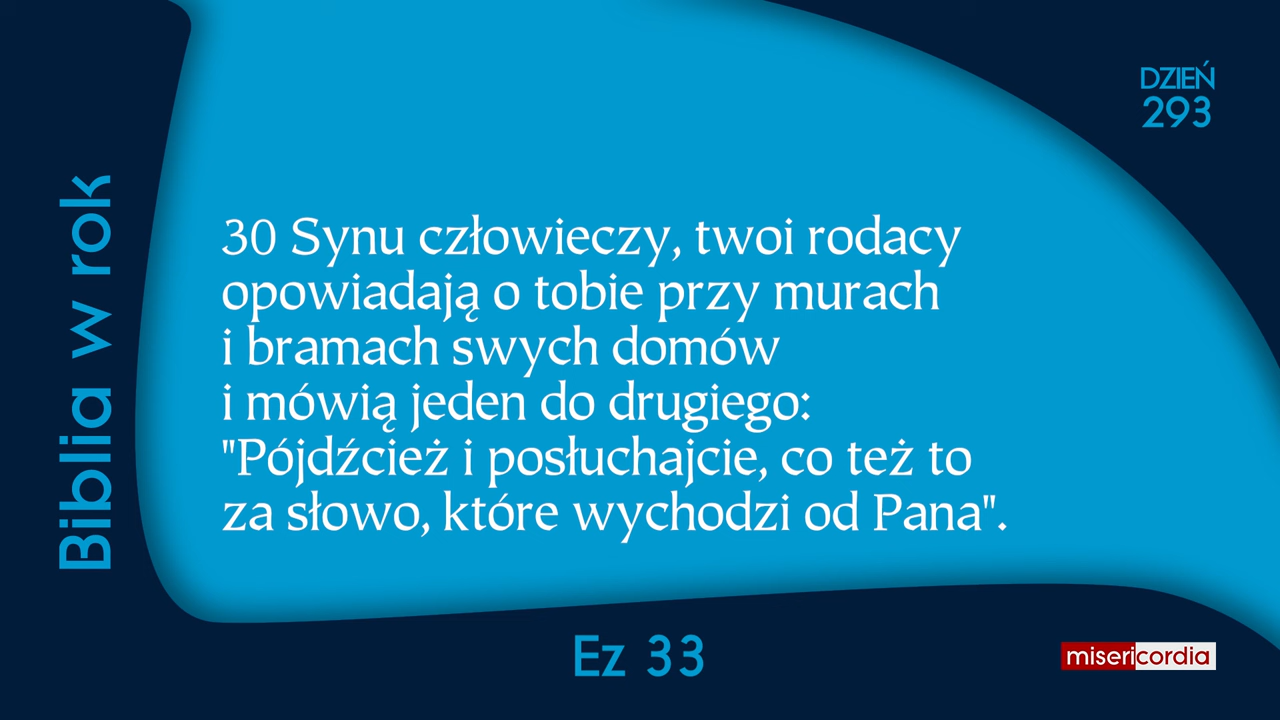 Biblia w rok
DZIEŃ
293
30 Synu człowieczy, twoi rodacy
opowiadają o tobie przy murach
i bramach swych domów
i mówią jeden do drugiego:
"Pójdźcież i posłuchajcie, co też to
za słowo, które wychodzi od Pana".
Ez 33
misericordia